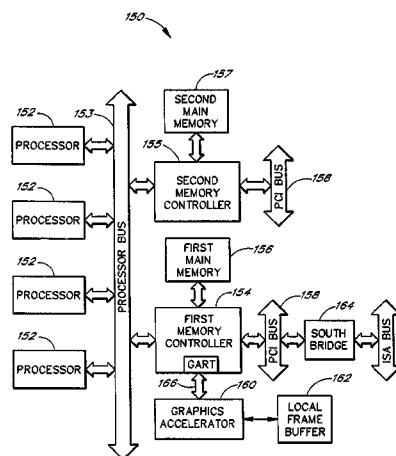 150
157
152
153
SECOND
MAIN
MEMORY
PROCESSOR
155
152
SECOND
MEMORY
CONTROLLER
PCI BUS
158
PROCESSOR
PROCESSOR BUS
FIRST
MAIN
MEMORY
156
152
154
158
164
PROCESSOR
152
FIRST
MEMORY
CONTROLLER
GART
PCI BUS
SOUTH
BRIDGE
ISA BUS
PROCESSOR
166
160
162
GRAPHICS
ACCELERATOR
LOCAL
FRAME
BUFFER